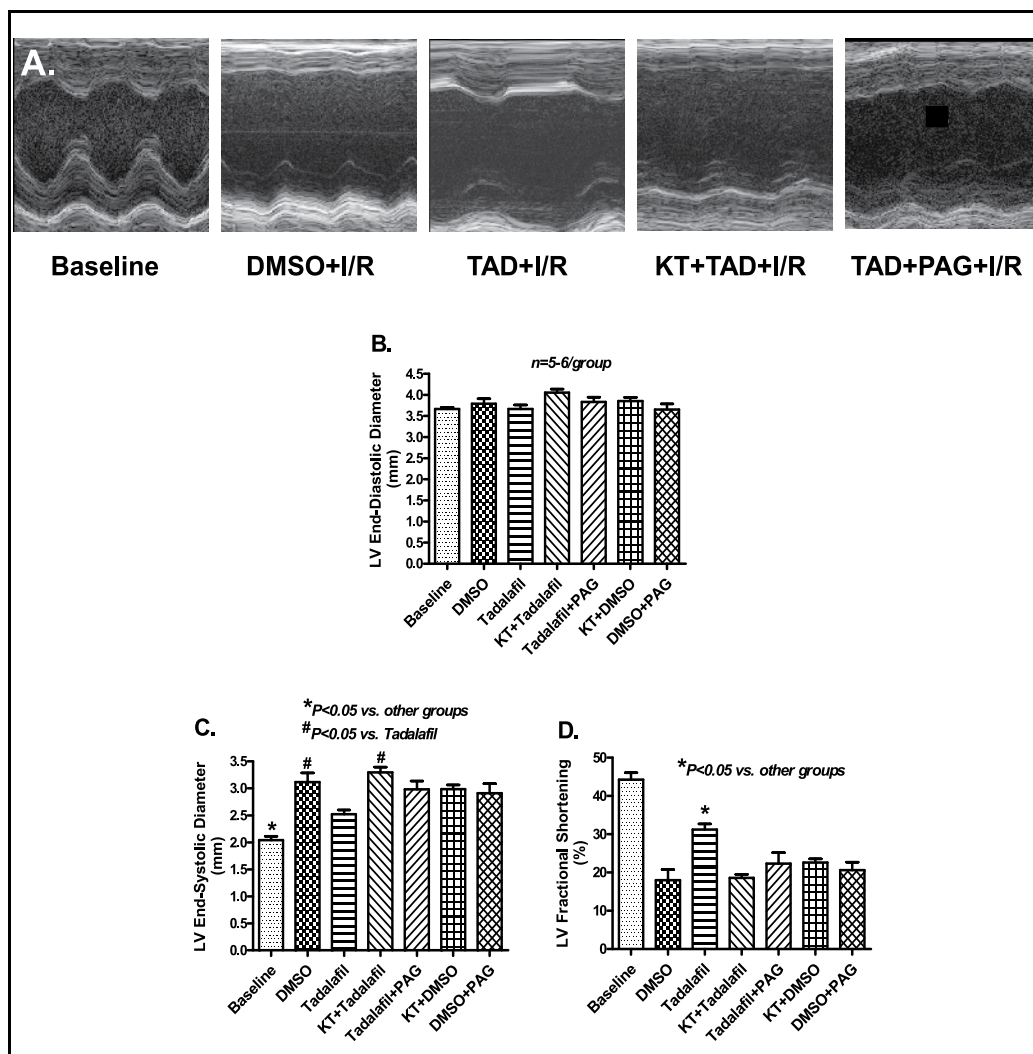 A.
Baseline
DMSO+I/R
TAD+I/R
KT+TAD+I/R
TAD+PAG+I/R
B.
n=5-6/group
LV End-Diastolic Diameter
(mm)
4.5
4.0
3.5
3.0
2.5
2.0
1.5
1.0
0.5
0.0
Baseline
DMSO
Tadalafil
KT+Tadalafil
Tadalafil+PAG
KT+DMSO
DMSO+PAG
C.
*P<0.05 vs. other groups
#P<0.05 vs. Tadalafil
LV End-Systolic Diameter
(mm)
3.5
3.0
2.5
2.0
1.5
1.0
0.5
0.0
*
#
#
Baseline
DMSO
Tadalafil
KT+Tadalafil
Tadalafil+PAG
KT+DMSO
DMSO+PAG
D.
*P<0.05 vs. other groups
LV Fractional Shortening
(%)
50
40
30
20
10
0
*
Baseline
DMSO
Tadalafil
KT+Tadalafil
Tadalafil+PAG
KT+DMSO
DMSO+PAG